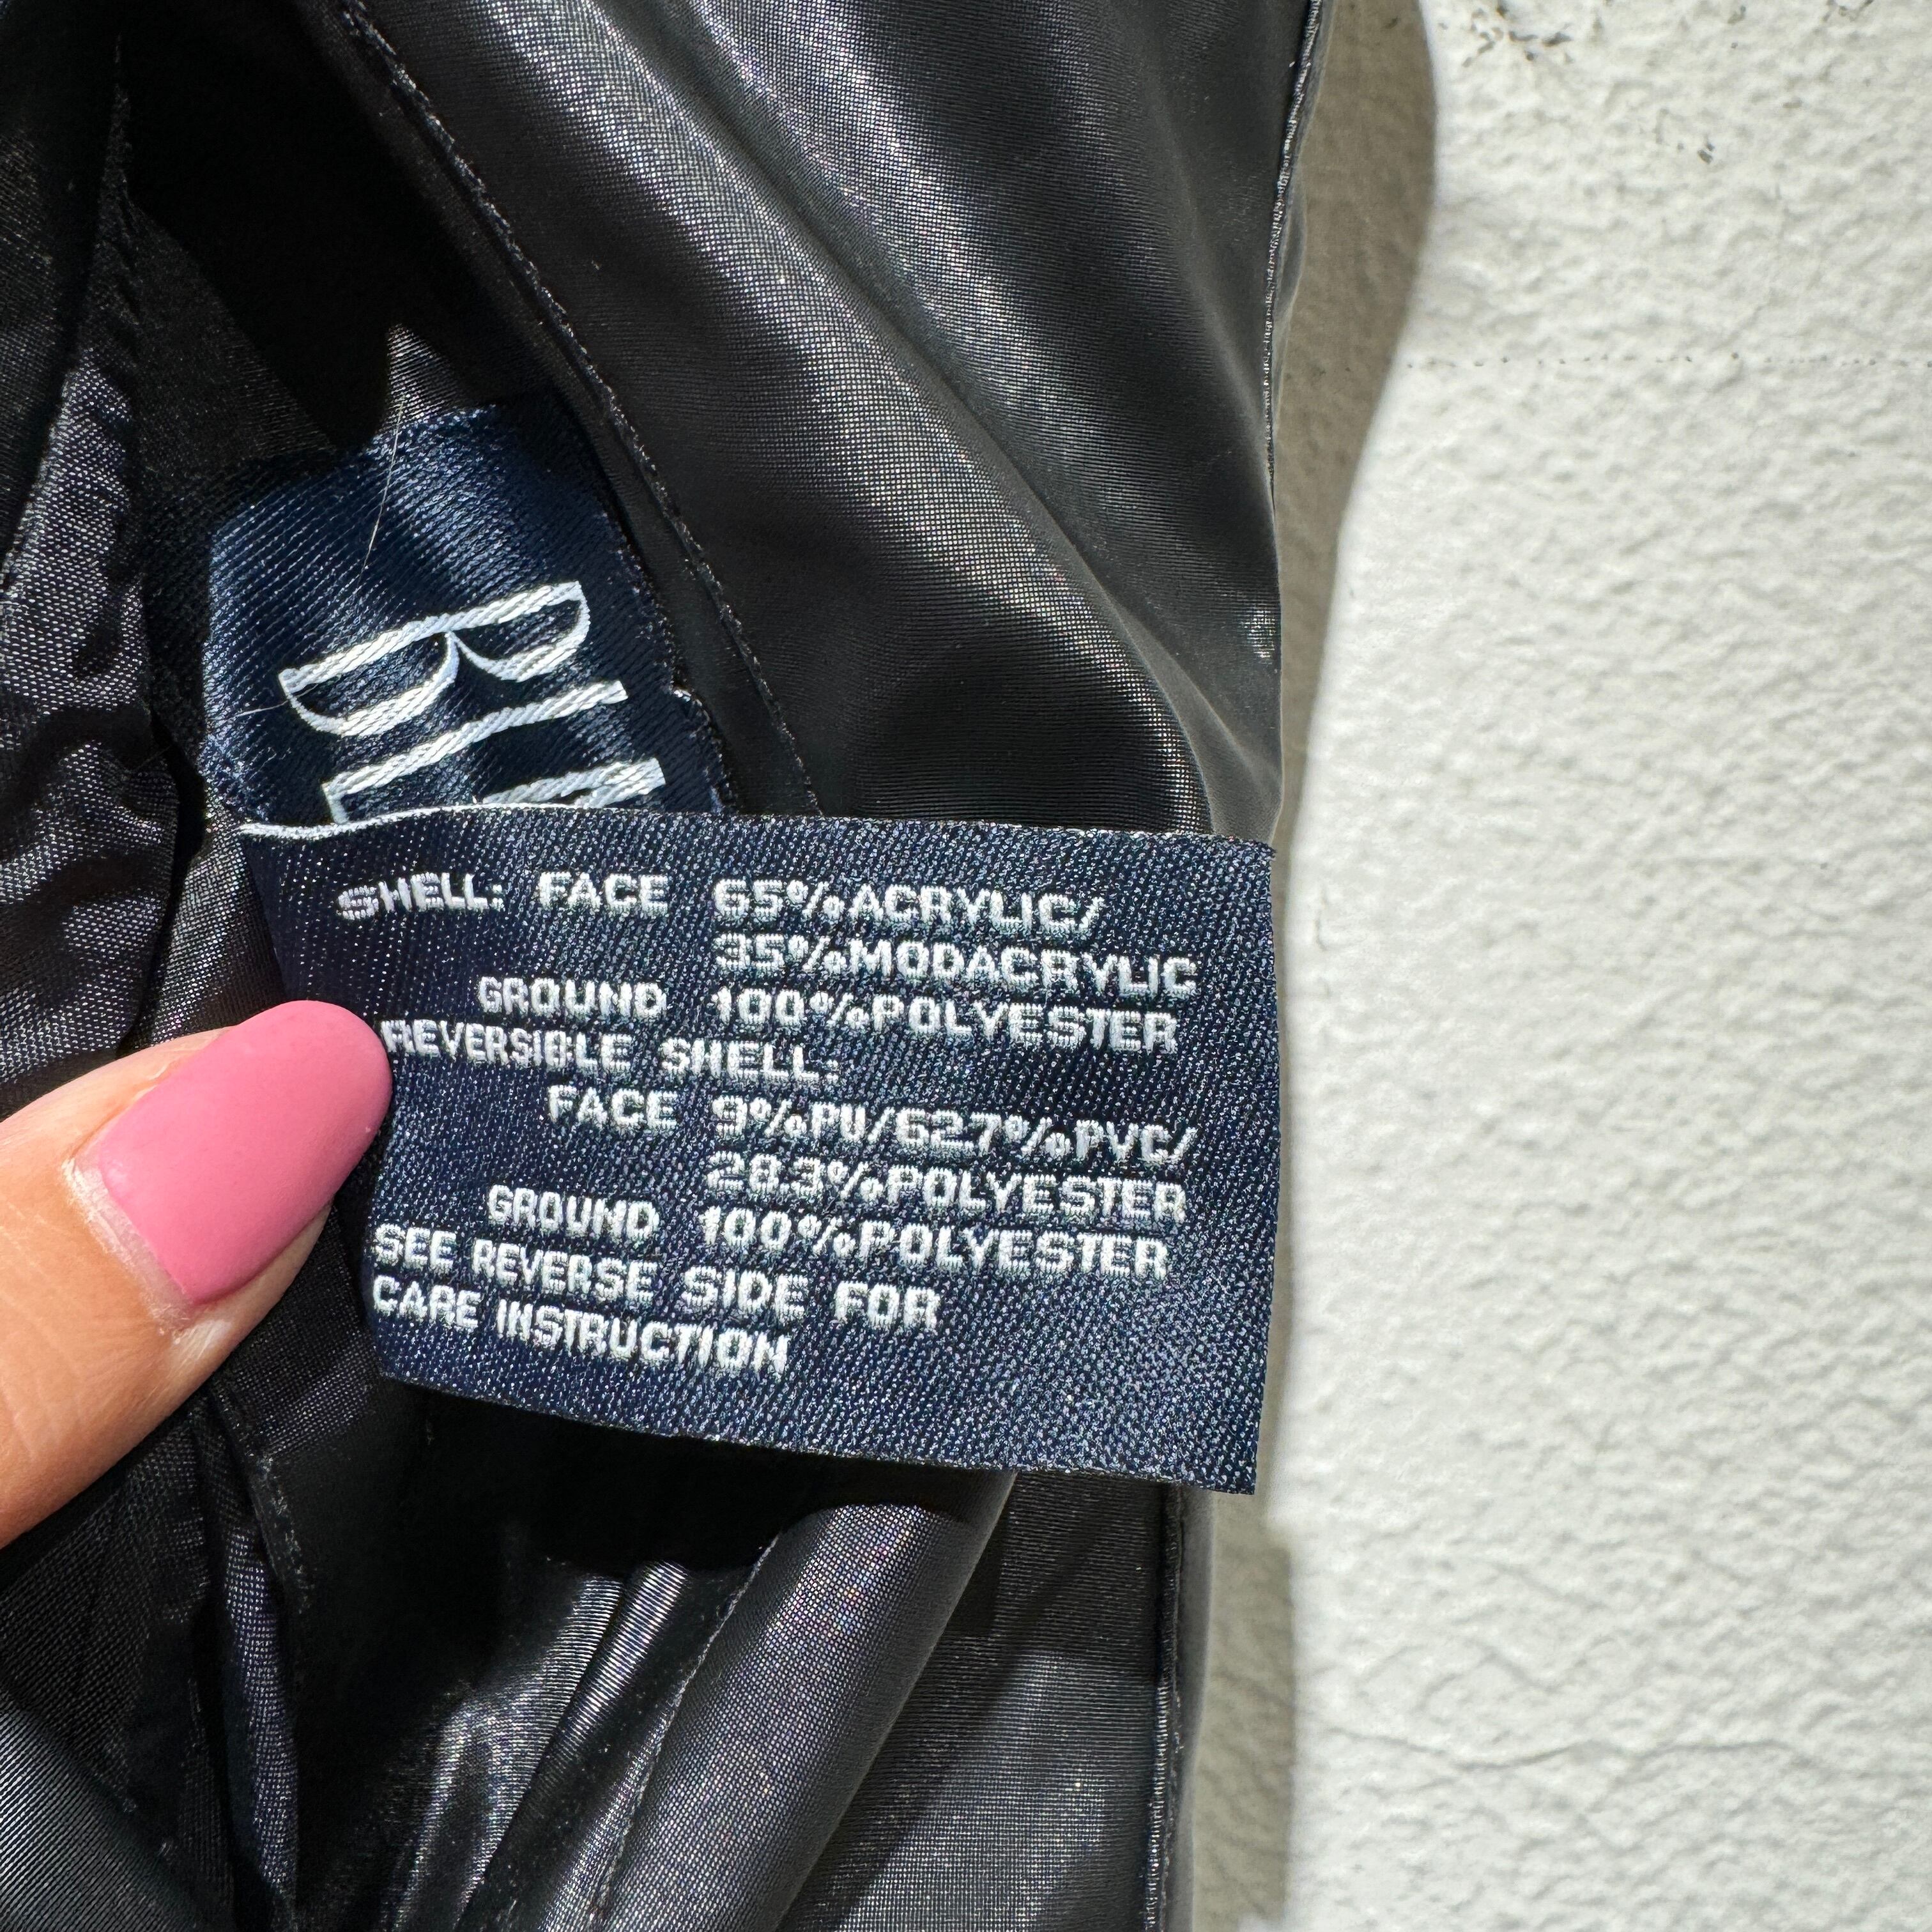 SHELL: FACE 65%ACRYLIC/
35%MODACRYLIC
GROUND 100%POLYESTER
REVERSIBLE SHELL:
FACE 9%PU/62.7%PVC/
28.3%POLYESTER
GROUND 100%POLYESTER
SEE REVERSE SIDE FOR
CARE INSTRUCTION